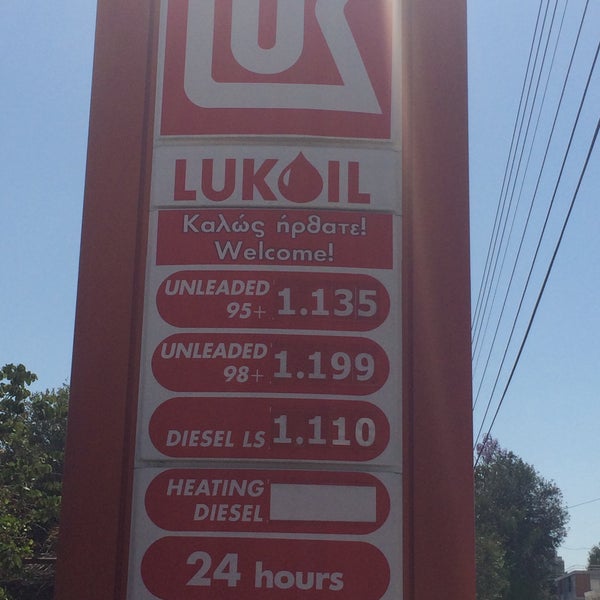 LUK
LUKOIL
Καλώς ήρθατε!
Welcome!
UNLEADED
95+ 1.135
UNLEADED
98+ 1.199
DIESEL LS 1.110
HEATING
DIESEL
24 hours